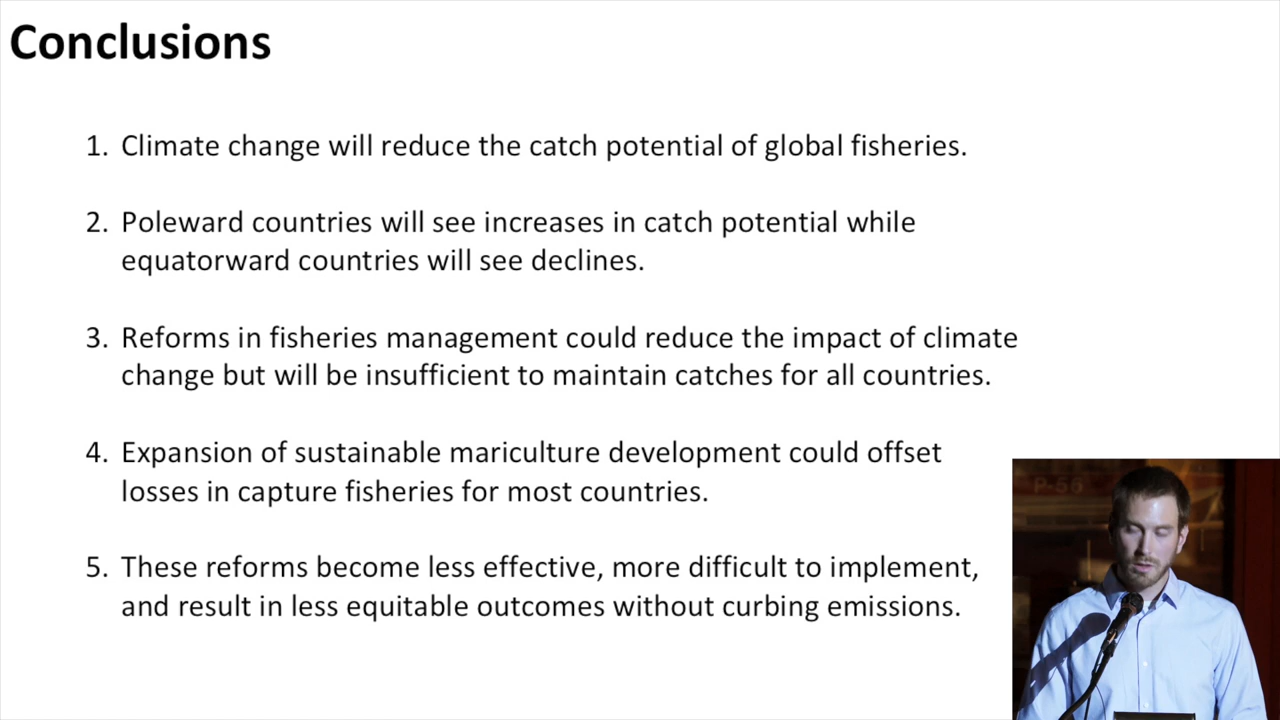 Conclusions
1. Climate change will reduce the catch potential of global fisheries.
2. Poleward countries will see increases in catch potential while
equatorward countries will see declines.
3. Reforms in fisheries management could reduce the impact of climate
change but will be insufficient to maintain catches for all countries.
4. Expansion of sustainable mariculture development could offset
losses in capture fisheries for most countries.
P-56
5. These reforms become less effective, more difficult to implement,
and result in less equitable outcomes without curbing emissions.